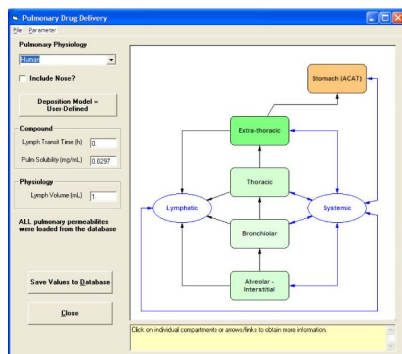 Pulmonary Drug Delivery
File Parameter
Pulmonary Physiology
Human
Include Nose?
Deposition Model =
User-Defined
Compound
Lymph Transit Time (h) 0.
Pulm Solubility (mg/mL) 0.0297
Physiology
Lymph Volume (mL) 1.
ALL pulmonary permeabilites
were loaded from the database
Save Values to Database
Close
Stomach (ACAT)
Extra-thoracic
Thoracic
Lymphatic
Systemic
Bronchiolar
Alveolar -
Interstitial
Click on individual compartments or arrows/links to obtain more information.